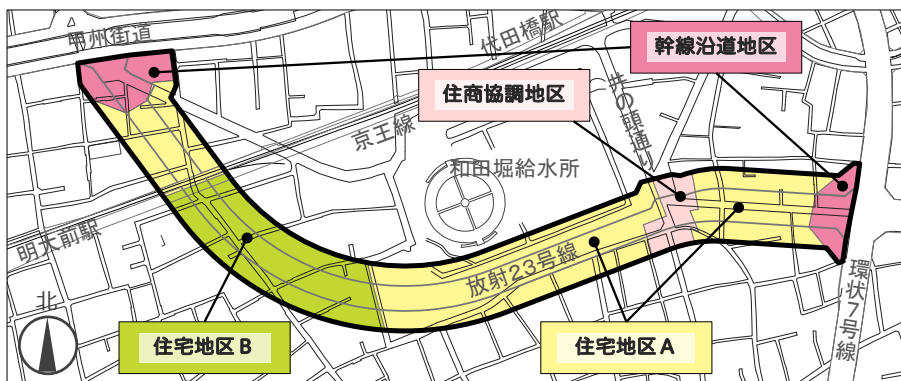 甲州街道
代田橋駅
幹線沿道地区
住商協調地区
井の頭通り
京王線
和田堀給水所
明大前駅
放射23号線
環状7号線
北
住宅地区B
住宅地区A